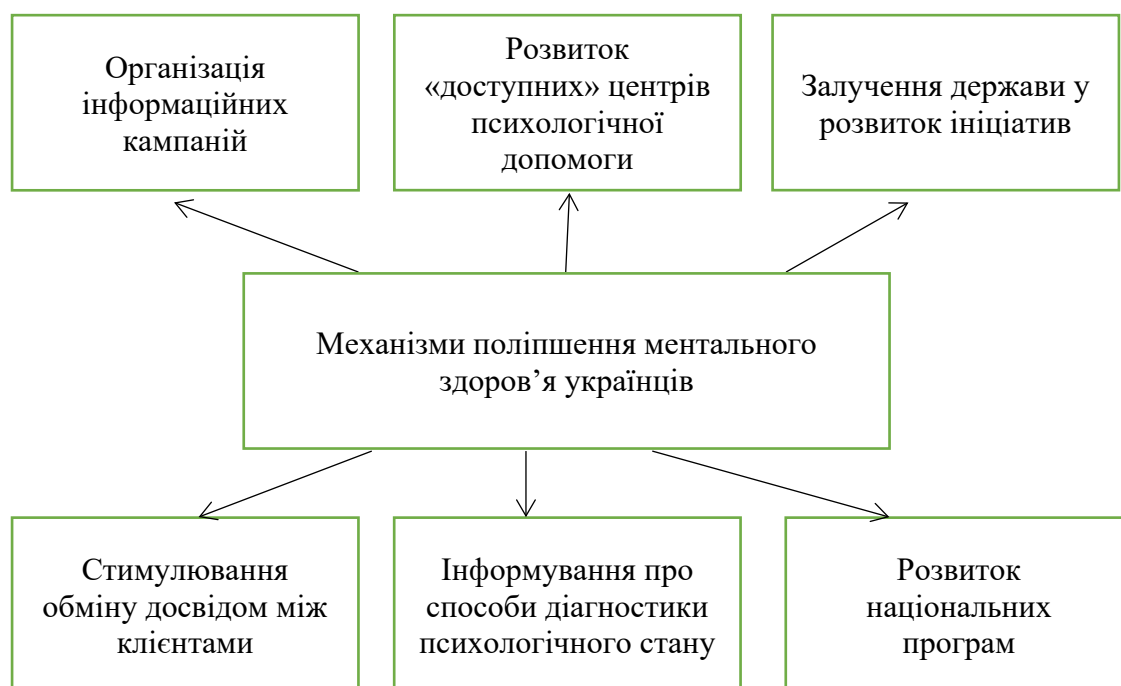 Організація
інформаційних
кампаній
Розвиток
«доступних» центрів
психологічної
допомоги
Залучення держави у
розвиток ініціатив
Механізми поліпшення ментального
здоров’я українців
Стимулювання
обміну досвідом між
клієнтами
Інформування про
способи діагностики
психологічного стану
Розвиток
національних
програм